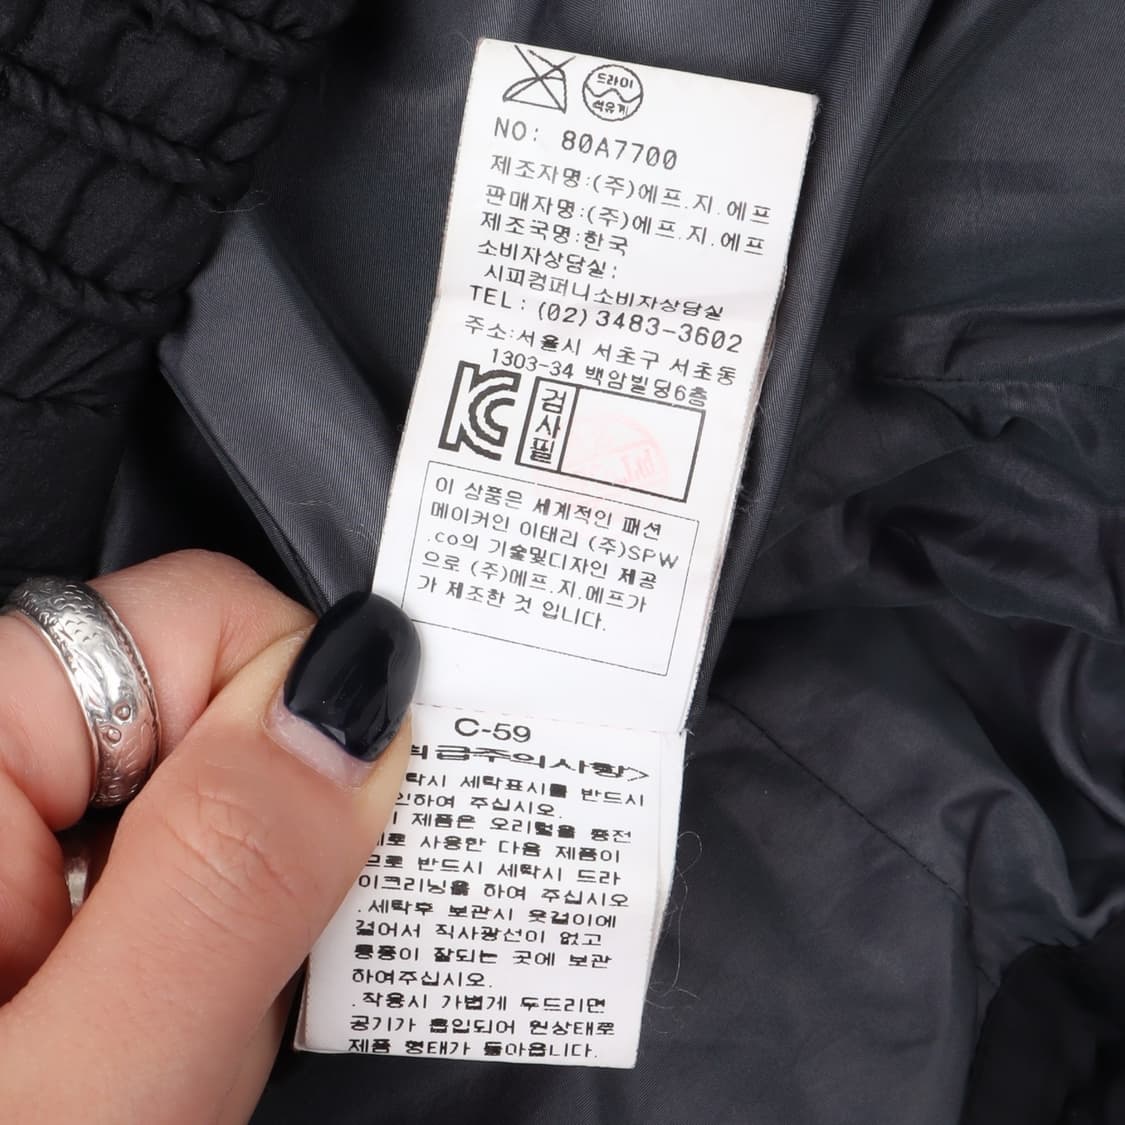 드라이
석유계
NO: 80A7700
제조자명:(주)에프.지.에프
판매자명:(주)에프.지.에프
제조국명:한국
소비자상담실:
시피컴퍼니소비자상담실
TEL: (02)3483-3602
주소:서울시 서초구 서초동
1303-34 백암빌딩6층
KC
검사필
Ltd
이 상품은 세계적인 패션
메이커인 이태리 (주)SPW
.co의 기술및디자인 제공
으로 (주)에프.지.에프가
가 제조한 것 입니다.
C-59
급주의사항>
탁시 세탁표시를 반드시
인하여 주십시오.
제품은 오리털을 충전
로 사용한 다음 제품이
므로 반드시 세탁시 드라
이크리닝을 하여 주십시오
.세탁후 보관시 옷걸이에
걸어서 직사광선이 없고
통풍이 잘되는 곳에 보관
하여주십시오.
.착용시 가볍게 두드리면
공기가 흡입되어 원상태로
제품 형태가 돌아옵니다.